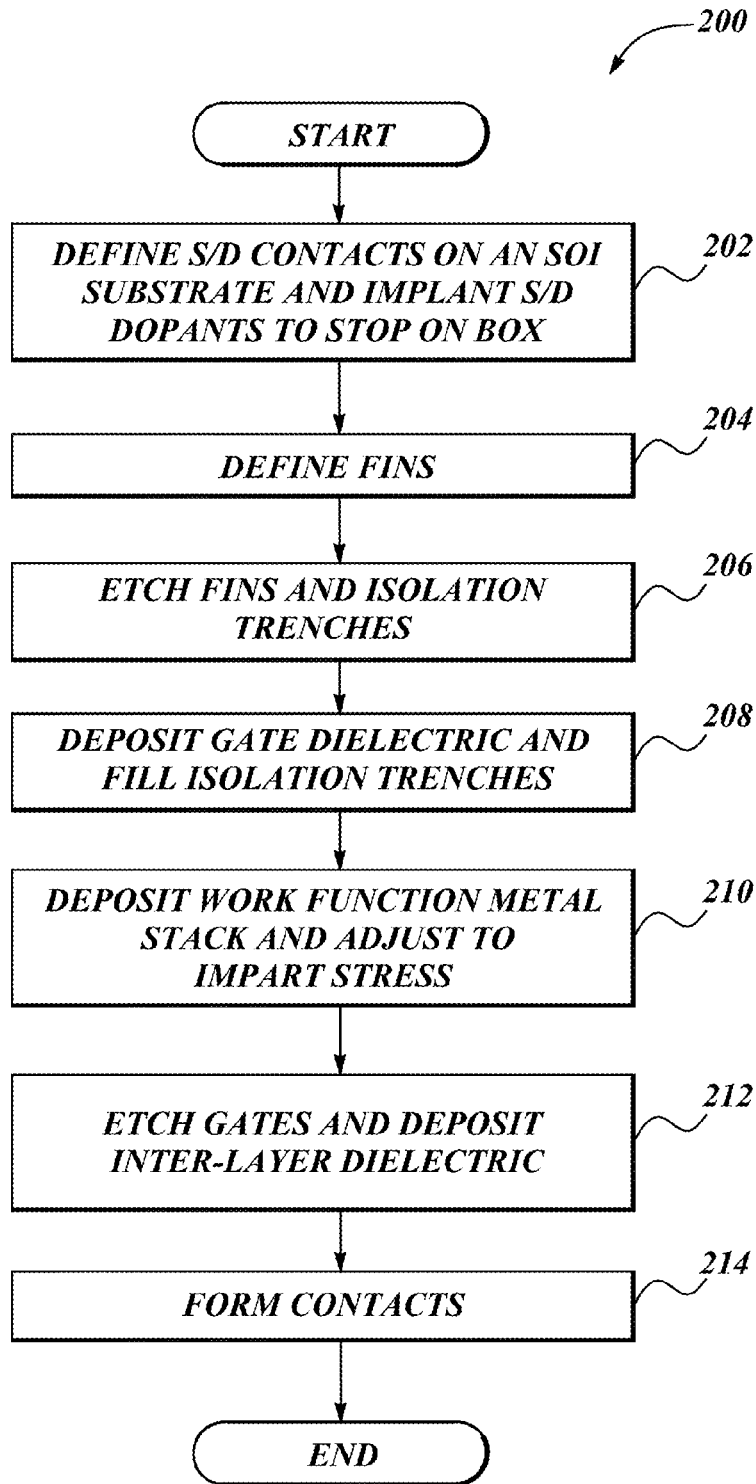 200
START
DEFINE S/D CONTACTS ON AN SOI
SUBSTRATE AND IMPLANT S/D
DOPANTS TO STOP ON BOX
202
DEFINE FINS
204
ETCH FINS AND ISOLATION
TRENCHES
206
DEPOSIT GATE DIELECTRIC AND
FILL ISOLATION TRENCHES
208
DEPOSIT WORK FUNCTION METAL
STACK AND ADJUST TO
IMPART STRESS
210
ETCH GATES AND DEPOSIT
INTER-LAYER DIELECTRIC
212
FORM CONTACTS
214
END